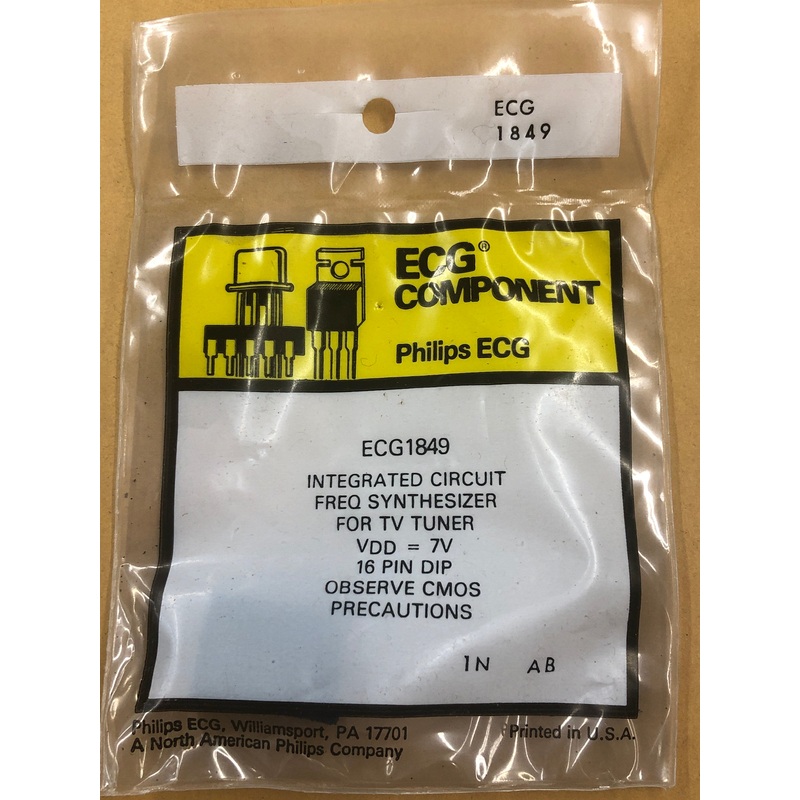 ECG
1849
ECG®
COMPONENT
Philips ECG
ECG1849
INTEGRATED CIRCUIT
FREQ SYNTHESIZER
FOR TV TUNER
VDD = 7V
16 PIN DIP
OBSERVE CMOS
PRECAUTIONS
1N AB
Philips ECG, Williamsport, PA 17701
A North American Philips Company
Printed in U.S.A.